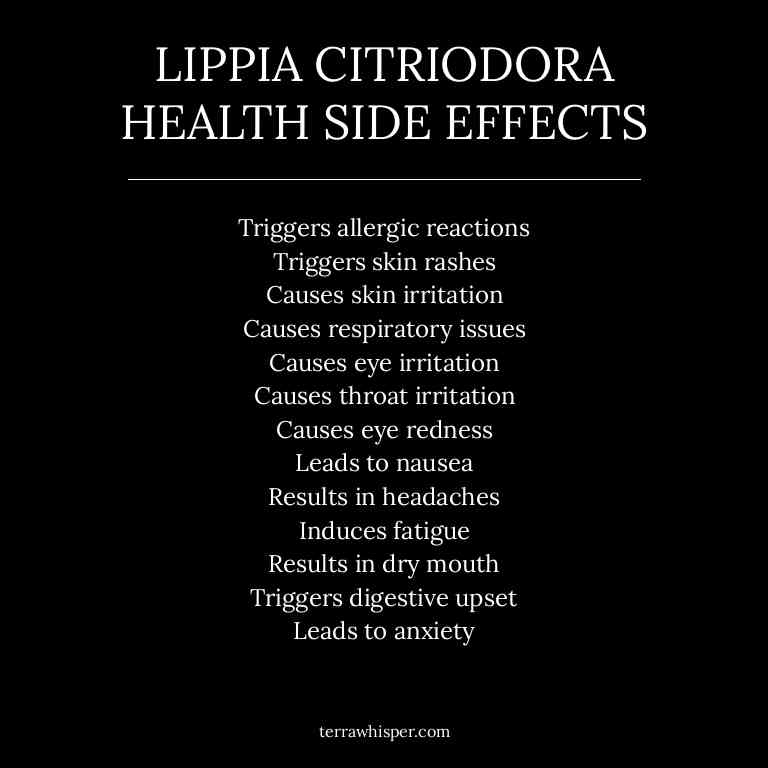 LIPPIA CITRIODORA
HEALTH SIDE EFFECTS
Triggers allergic reactions
Triggers skin rashes
Causes skin irritation
Causes respiratory issues
Causes eye irritation
Causes throat irritation
Causes eye redness
Leads to nausea
Results in headaches
Induces fatigue
Results in dry mouth
Triggers digestive upset
Leads to anxiety
terrawhisper.com